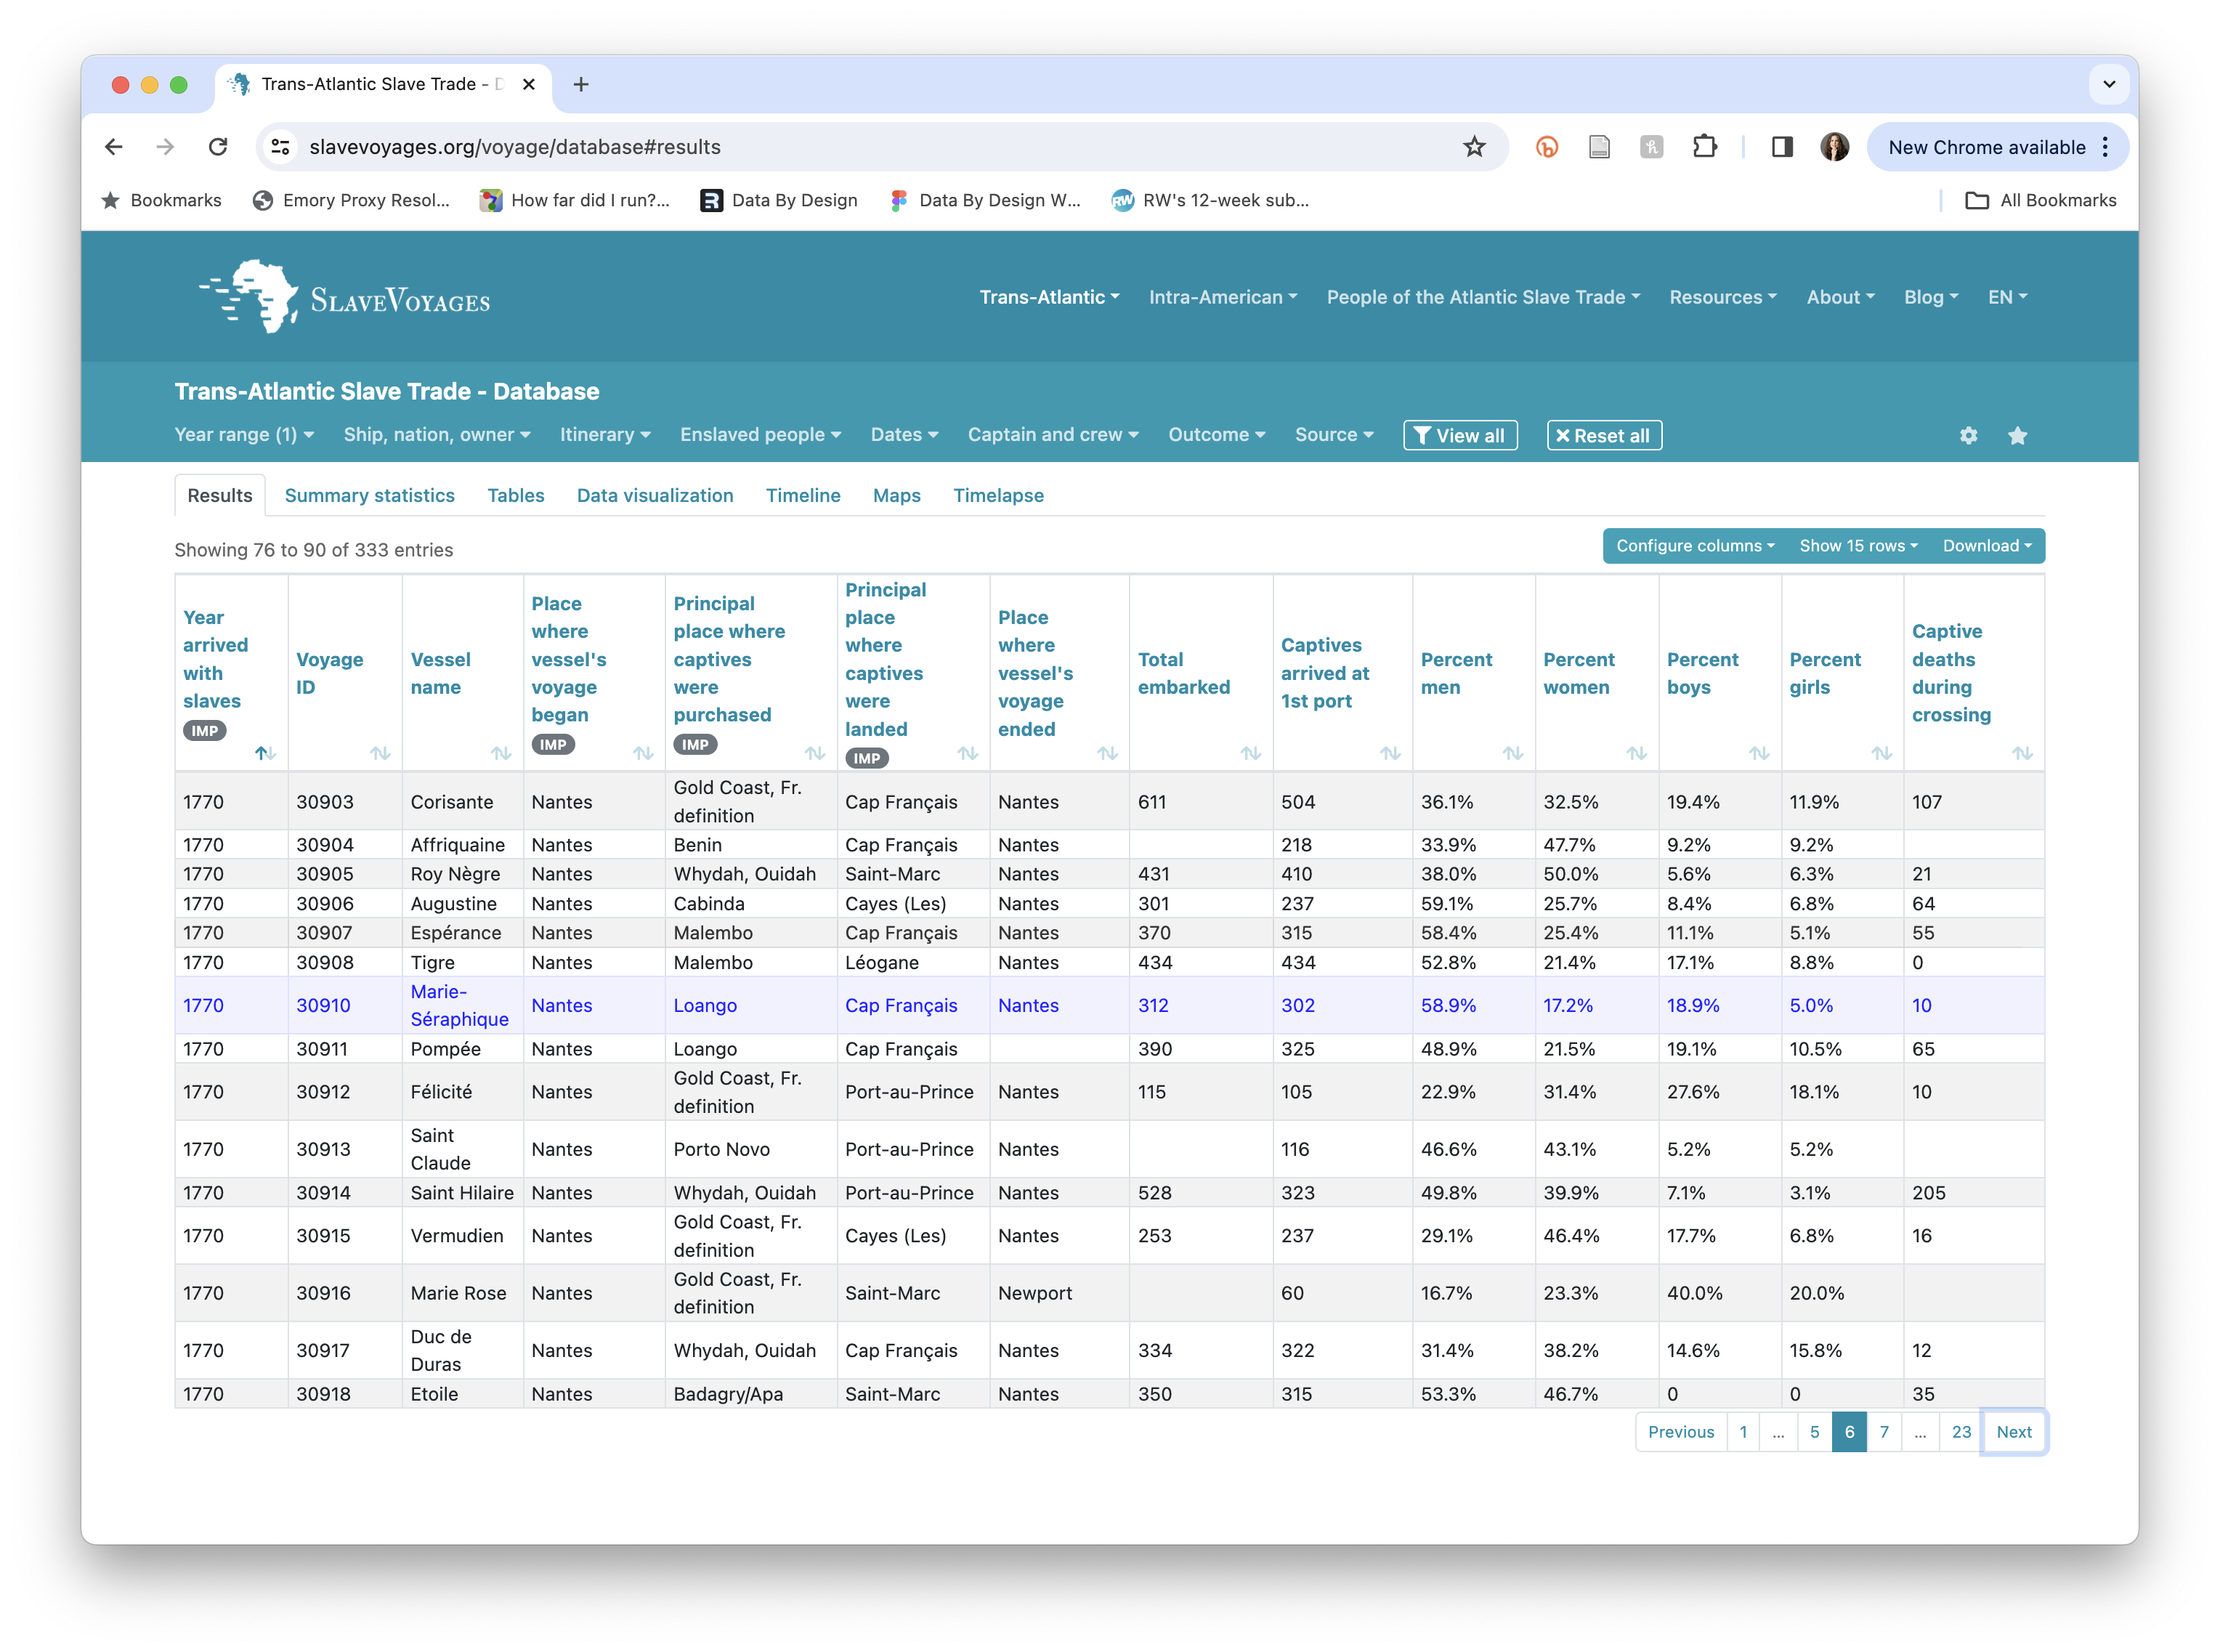 Trans-Atlantic Slave Trade - D
slavevoyages.org/voyage/database#results
New Chrome available
Bookmarks
Emory Proxy Resol...
How far did I run?...
Data By Design
Data By Design W...
RW
RW's 12-week sub...
All Bookmarks
SLAVEVOYAGES
Trans-Atlantic
Intra-American
People of the Atlantic Slave Trade
Resources
About
Blog
EN
Trans-Atlantic Slave Trade - Database
Year range (1)
Ship, nation, owner
Itinerary
Enslaved people
Dates
Captain and crew
Outcome
Source
View all
Reset all
Results
Summary statistics
Tables
Data visualization
Timeline
Maps
Timelapse
Showing 76 to 90 of 333 entries
Configure columns
Show 15 rows
Download
Year arrived with slaves IMP
Voyage ID
Vessel name
Place where vessel's voyage began IMP
Principal place where captives were purchased IMP
Principal place where captives were landed IMP
Place where vessel's voyage ended
Total embarked
Captives arrived at 1st port
Percent men
Percent women
Percent boys
Percent girls
Captive deaths during crossing
1770 30903 Corisante Nantes Gold Coast, Fr. definition Cap Français Nantes 611 504 36.1% 32.5% 19.4% 11.9% 107
1770 30904 Affriquaine Nantes Benin Cap Français Nantes 218 33.9% 47.7% 9.2% 9.2%
1770 30905 Roy Nègre Nantes Whydah, Ouidah Saint-Marc Nantes 431 410 38.0% 50.0% 5.6% 6.3% 21
1770 30906 Augustine Nantes Cabinda Cayes (Les) Nantes 301 237 59.1% 25.7% 8.4% 6.8% 64
1770 30907 Espérance Nantes Malembo Cap Français Nantes 370 315 58.4% 25.4% 11.1% 5.1% 55
1770 30908 Tigre Nantes Malembo Léogane Nantes 434 434 52.8% 21.4% 17.1% 8.8% 0
1770 30910 Marie-Séraphique Nantes Loango Cap Français Nantes 312 302 58.9% 17.2% 18.9% 5.0% 10
1770 30911 Pompée Nantes Loango Cap Français 390 325 48.9% 21.5% 19.1% 10.5% 65
1770 30912 Félicité Nantes Gold Coast, Fr. definition Port-au-Prince Nantes 115 105 22.9% 31.4% 27.6% 18.1% 10
1770 30913 Saint Claude Nantes Porto Novo Port-au-Prince Nantes 116 46.6% 43.1% 5.2% 5.2%
1770 30914 Saint Hilaire Nantes Whydah, Ouidah Port-au-Prince Nantes 528 323 49.8% 39.9% 7.1% 3.1% 205
1770 30915 Vermudien Nantes Gold Coast, Fr. definition Cayes (Les) Nantes 253 237 29.1% 46.4% 17.7% 6.8% 16
1770 30916 Marie Rose Nantes Gold Coast, Fr. definition Saint-Marc Newport 60 16.7% 23.3% 40.0% 20.0%
1770 30917 Duc de Duras Nantes Whydah, Ouidah Cap Français Nantes 334 322 31.4% 38.2% 14.6% 15.8% 12
1770 30918 Etoile Nantes Badagry/Apa Saint-Marc Nantes 350 315 53.3% 46.7% 0 0 35
Previous 1 ... 5 6 7 ... 23 Next